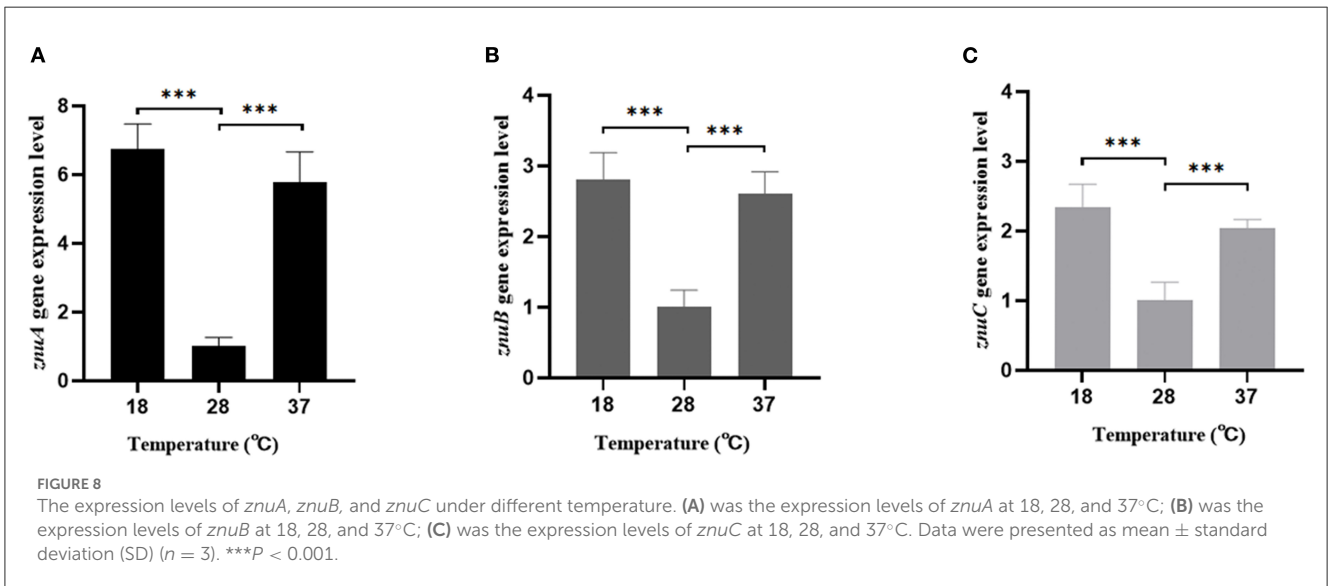 A
znuA gene expression level
8
6
4
2
0
***
***
18 28 37
Temperature (℃)
B
znuB gene expression level
4
3
2
1
0
***
***
18 28 37
Temperature (℃)
C
znuC gene expression level
4
3
2
1
0
***
***
18 28 37
Temperature (℃)
FIGURE 8
The expression levels of znuA, znuB, and znuC under different temperature. (A) was the expression levels of znuA at 18, 28, and 37°C; (B) was the
expression levels of znuB at 18, 28, and 37°C; (C) was the expression levels of znuC at 18, 28, and 37°C. Data were presented as mean ± standard
deviation (SD) (n = 3). ***P < 0.001.